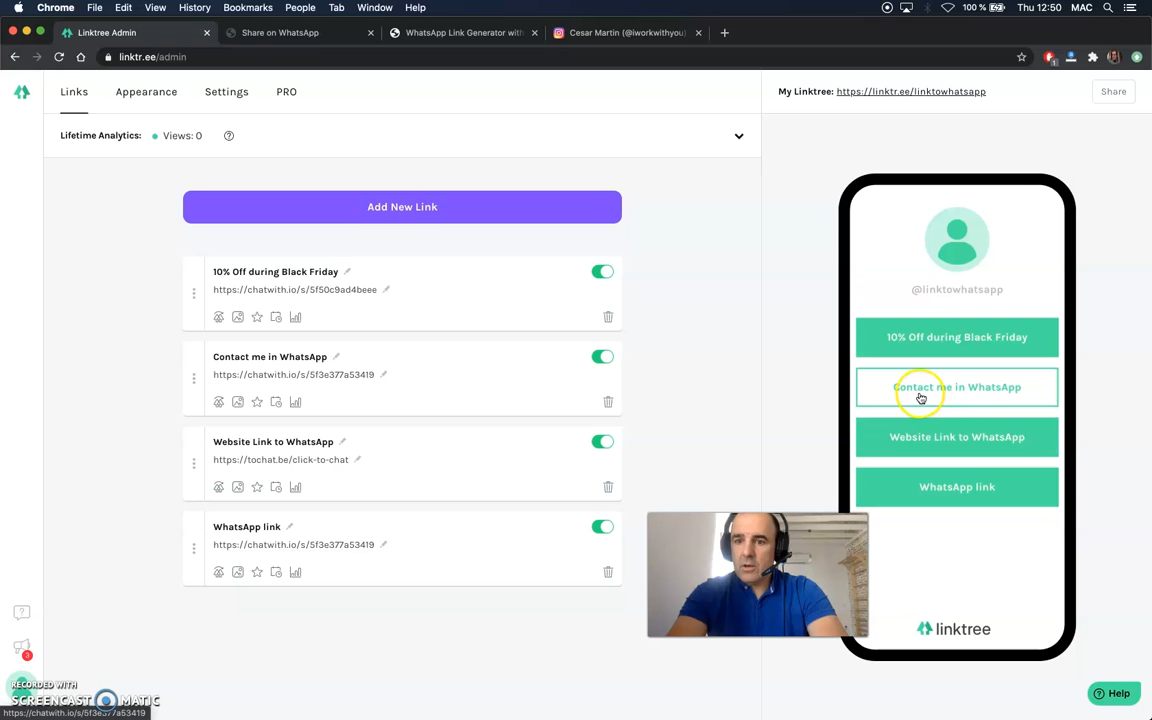 Chrome File Edit View History Bookmarks People Tab Window Help
100 % Thu 12:50 MAC
Linktree Admin
Share on WhatsApp
WhatsApp Link Generator with
Cesar Martin (@iworkwithyou)
linktr.ee/admin
1
Links Appearance Settings PRO
My Linktree: https://linktr.ee/linktowhatsapp
Share
Lifetime Analytics: Views: 0
Add New Link
10% Off during Black Friday
https://chatwith.io/s/5f50c9ad4beee
Contact me in WhatsApp
https://chatwith.io/s/5f3e377a53419
Website Link to WhatsApp
https://tochat.be/click-to-chat
WhatsApp link
https://chatwith.io/s/5f3e377a53419
@linktowhatsapp
10% Off during Black Friday
Contact me in WhatsApp
Website Link to WhatsApp
WhatsApp link
linktree
3
Help
RECORDED WITH
SCREENCAST MATIC
https://chatwith.io/s/5f3e377a53419